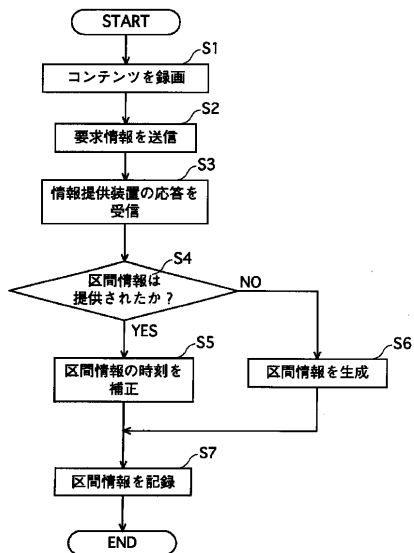 START
S1
コンテンツを録画
S2
要求情報を送信
S3
情報提供装置の応答を
受信
S4
区間情報は
提供されたか?
NO
YES
S5
区間情報の時刻を
補正
S6
区間情報を生成
S7
区間情報を記録
END